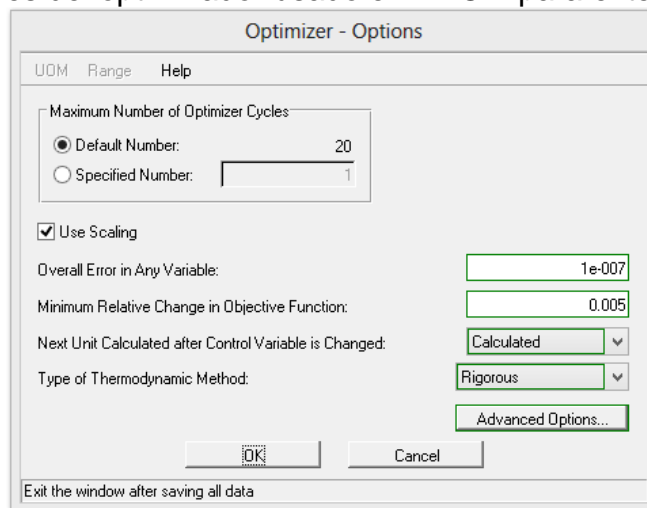 Optimizer - Options
UOM Range Help
Maximum Number of Optimizer Cycles
Default Number: 20
Specified Number: 1
Use Scaling
Overall Error in Any Variable: 1e-007
Minimum Relative Change in Objective Function: 0.005
Next Unit Calculated after Control Variable is Changed: Calculated
Type of Thermodynamic Method: Rigorous
Advanced Options...
OK Cancel
Exit the window after saving all data